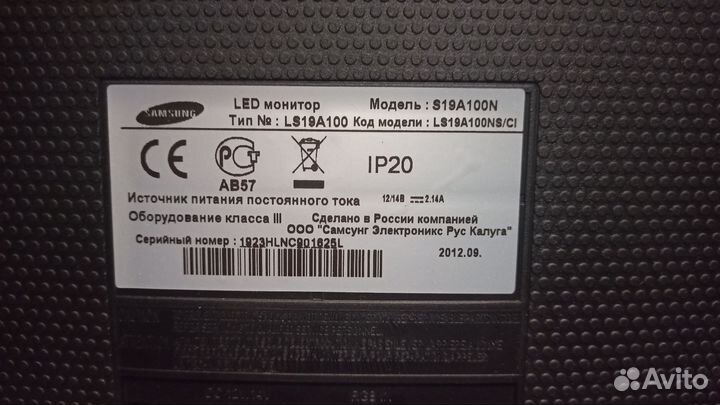 SAMSUNG
LED монитор Модель : S19A100N
Тип № : LS19A100 Код модели : LS19A100NS/CI
CE
РСТ
АВ57
IP20
Источник питания постоянного тока 12/14В 2.14A
Оборудование класса III Сделано в России компанией
ООО "Самсунг Электроникс Рус Калуга"
Серийный номер : 1923HLNC901625L
2012.09.
Avito